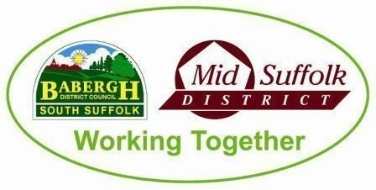 BABERGH
DISTRICT COUNCIL
SOUTH SUFFOLK
Mid Suffolk
DISTRICT
Working Together